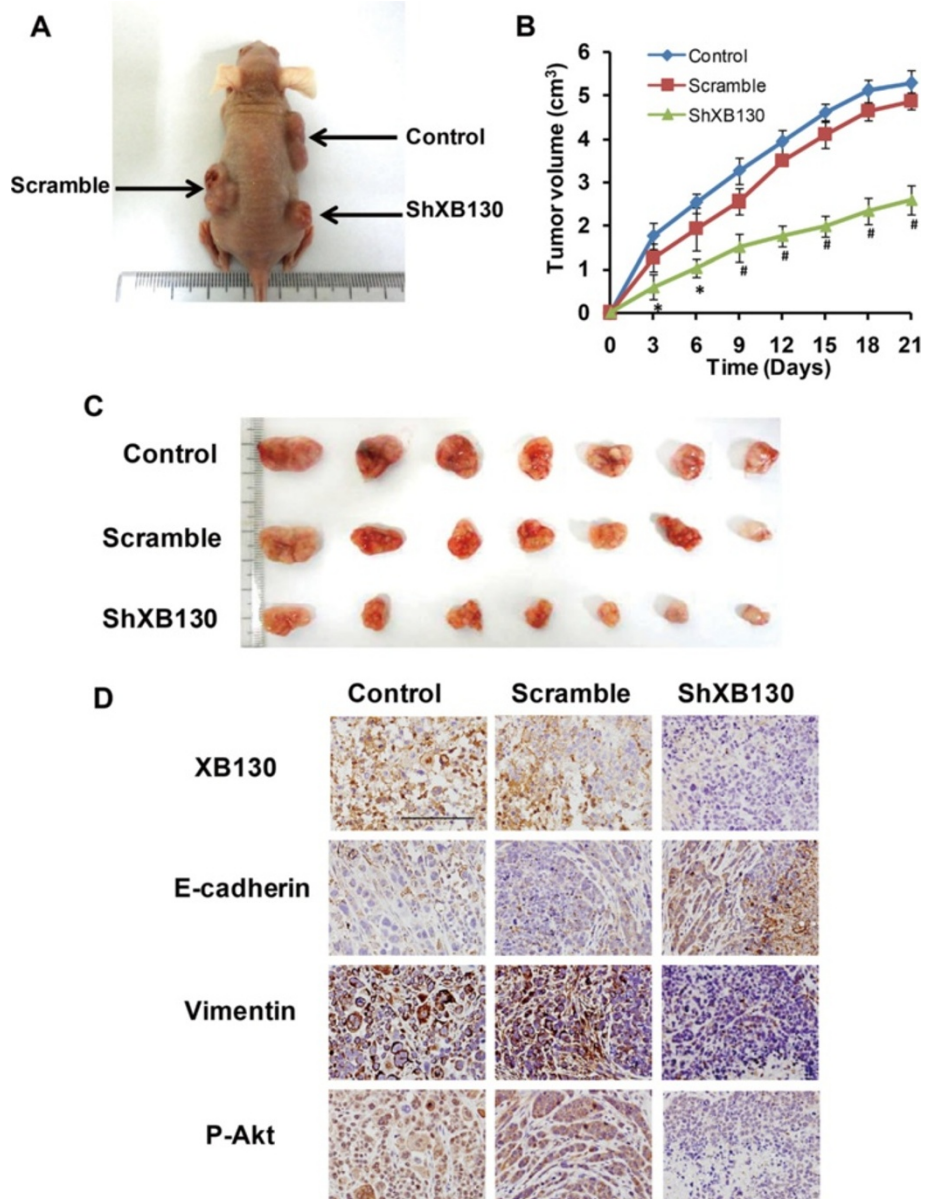 A
Control
Scramble
ShXB130
B
Tumor volume (cm³)
6
5
4
3
2
1
0
Control
Scramble
ShXB130
* * # # # # #
0 3 6 9 12 15 18 21
Time (Days)
C
Control
Scramble
ShXB130
D
Control Scramble ShXB130
XB130
E-cadherin
Vimentin
P-Akt